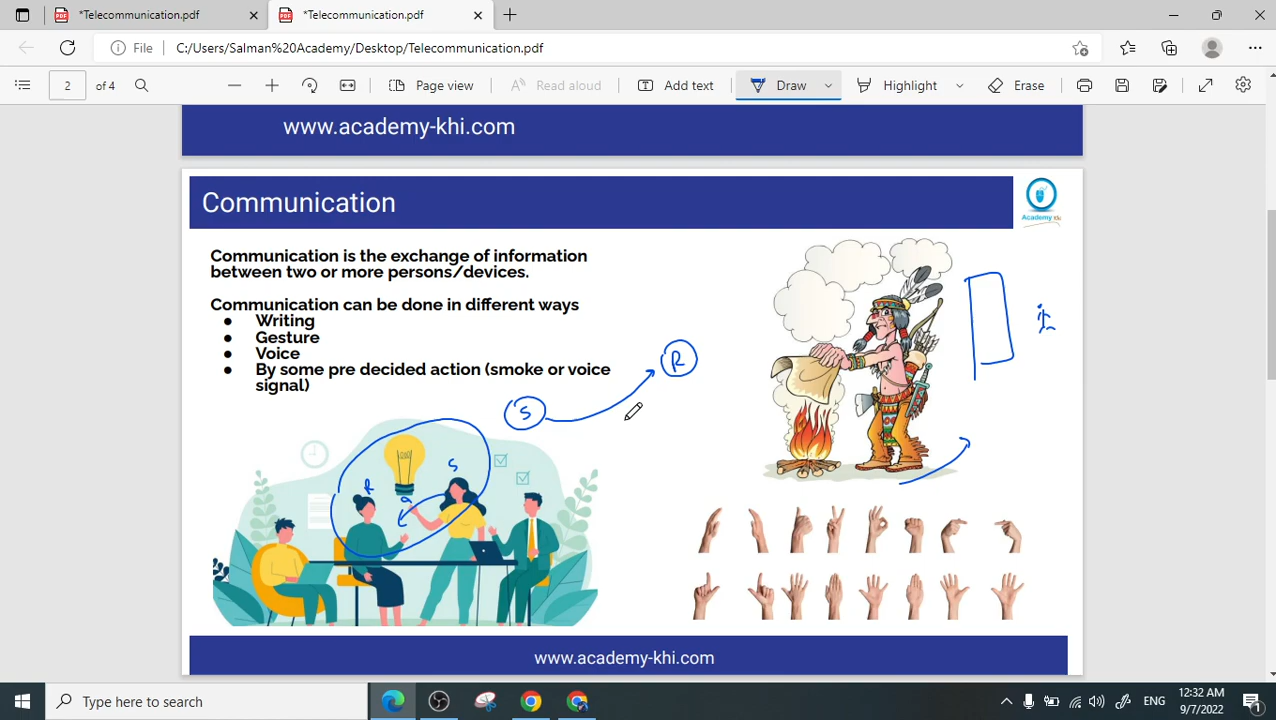 *Telecommunication.pdf
*Telecommunication.pdf
File C:/Users/Salman%20Academy/Desktop/Telecommunication.pdf
2 of 4
Page view
Read aloud
Add text
Draw
Highlight
Erase
www.academy-khi.com
Communication
Academy
Communication is the exchange of information
between two or more persons/devices.
Communication can be done in different ways
● Writing
● Gesture
● Voice
● By some pre decided action (smoke or voice
signal)
R
S
S
R
www.academy-khi.com
Type here to search
ENG
12:32 AM
9/7/2022
1